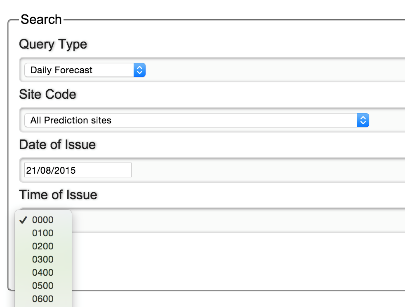 Search
Query Type
Daily Forecast
Site Code
All Prediction sites
Date of Issue
21/08/2015
Time of Issue
✓ 0000
0100
0200
0300
0400
0500
0600